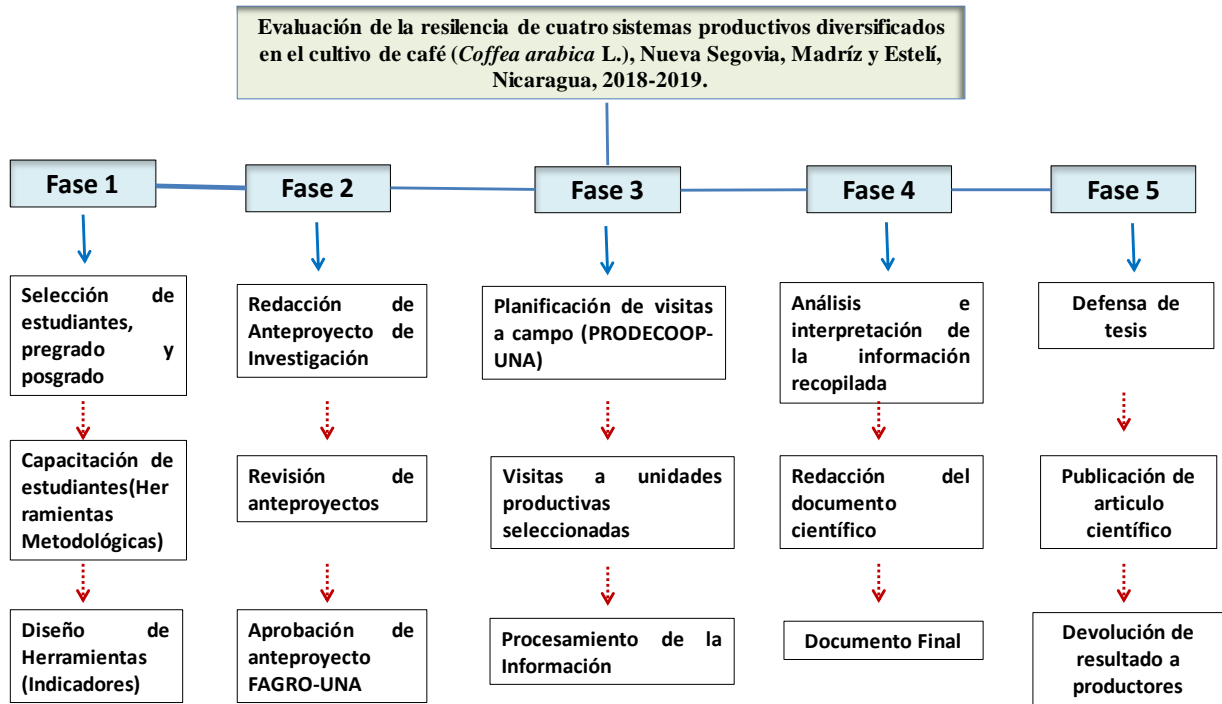 Evaluación de la resilencia de cuatro sistemas productivos diversificados
en el cultivo de café (Coffea arabica L.), Nueva Segovia, Madríz y Estelí,
Nicaragua, 2018-2019.
Fase 1
Fase 2
Fase 3
Fase 4
Fase 5
Selección de
estudiantes,
pregrado y
posgrado
Capacitación de
estudiantes(Her
ramientas
Metodológicas)
Diseño de
Herramientas
(Indicadores)
Redacción de
Anteproyecto de
Investigación
Revisión de
anteproyectos
Aprobación de
anteproyecto
FAGRO-UNA
Planificación de visitas
a campo (PRODECOOP-
UNA)
Visitas a unidades
productivas
seleccionadas
Procesamiento de la
Información
Análisis e
interpretación de
la información
recopilada
Redacción del
documento
científico
Documento Final
Defensa de
tesis
Publicación de
articulo
científico
Devolución de
resultado a
productores